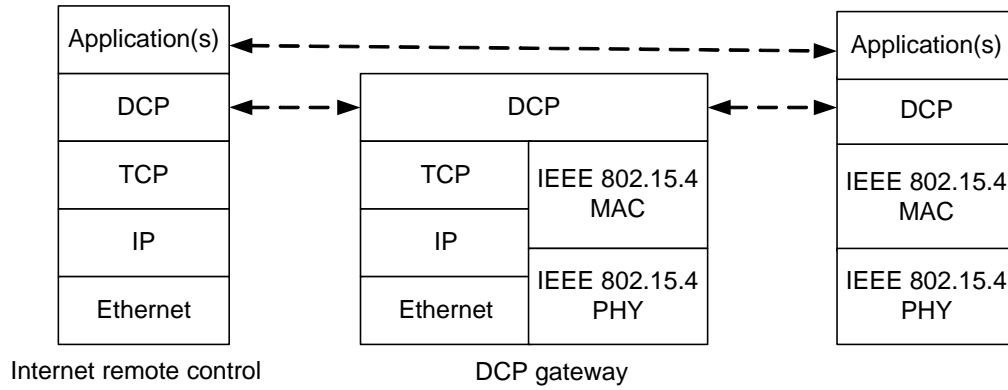 Application(s)
DCP
TCP
IP
Ethernet
Internet remote control
DCP
TCP
IP
Ethernet
IEEE 802.15.4
MAC
IEEE 802.15.4
PHY
DCP gateway
Application(s)
DCP
IEEE 802.15.4
MAC
IEEE 802.15.4
PHY